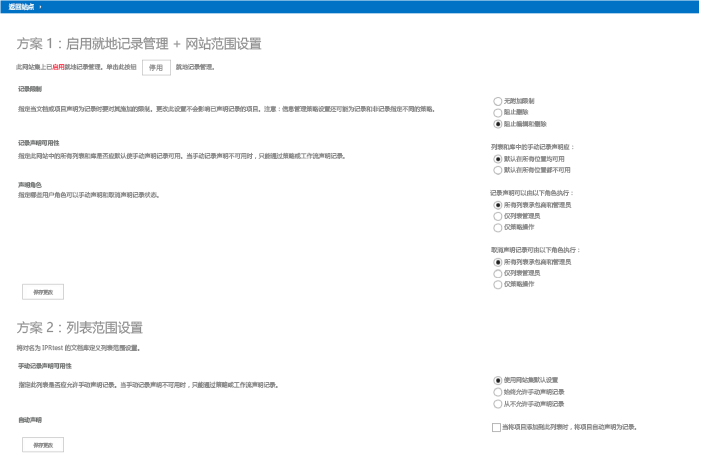 返回站点
方案 1：启用就地记录管理 + 网站范围设置
此网站集上已启用就地记录管理。单击此按钮 停用 就地记录管理。
记录限制
指定当文档或项目声明为记录时要对其施加的限制。更改此设置不会影响已声明记录的项目。注意：信息管理策略设置还可能为记录和非记录指定不同的策略。
无附加限制
阻止删除
阻止编辑和删除
记录声明可用性
指定此网站中的所有列表和库是否应默认使手动声明记录可用。当手动记录声明不可用时，只能通过策略或工作流声明记录。
列表和库中的手动记录声明应：
默认在所有位置均可用
默认在所有位置都不可用
声明角色
指定哪些用户角色可以手动声明和取消声明记录状态。
记录声明可以由以下角色执行：
所有列表承包商和管理员
仅列表管理员
仅策略操作
取消声明记录可由以下角色执行：
所有列表承包商和管理员
仅列表管理员
仅策略操作
保存更改
方案 2：列表范围设置
将对名为 IPRtest 的文档库定义列表范围设置。
手动记录声明可用性
指定此列表是否应允许手动声明记录。当手动记录声明不可用时，只能通过策略或工作流声明记录。
使用网站集默认设置
始终允许手动声明记录
从不允许手动声明记录
自动声明
当将项目添加到此列表时，将项目自动声明为记录。
保存更改